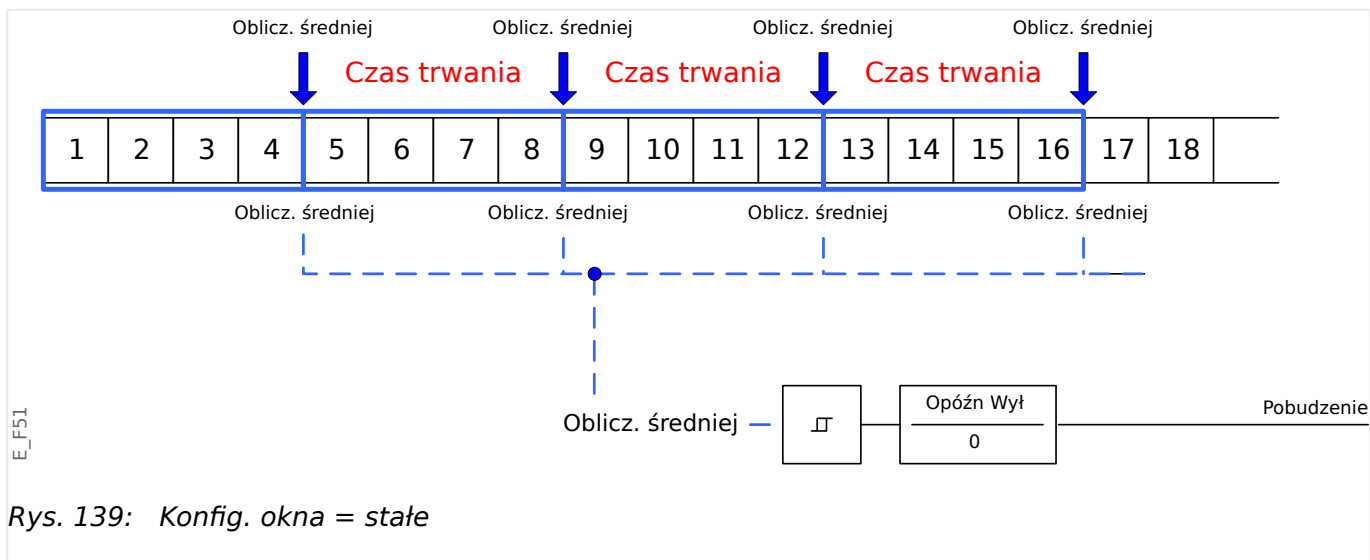 Oblicz. średniej Oblicz. średniej Oblicz. średniej Oblicz. średniej
Czas trwania Czas trwania Czas trwania
1 2 3 4 5 6 7 8 9 10 11 12 13 14 15 16 17 18
Oblicz. średniej Oblicz. średniej Oblicz. średniej Oblicz. średniej
Opóźn Wył
Pobudzenie
Oblicz. średniej
0
E_F51
Rys. 139: Konfig. okna = stałe